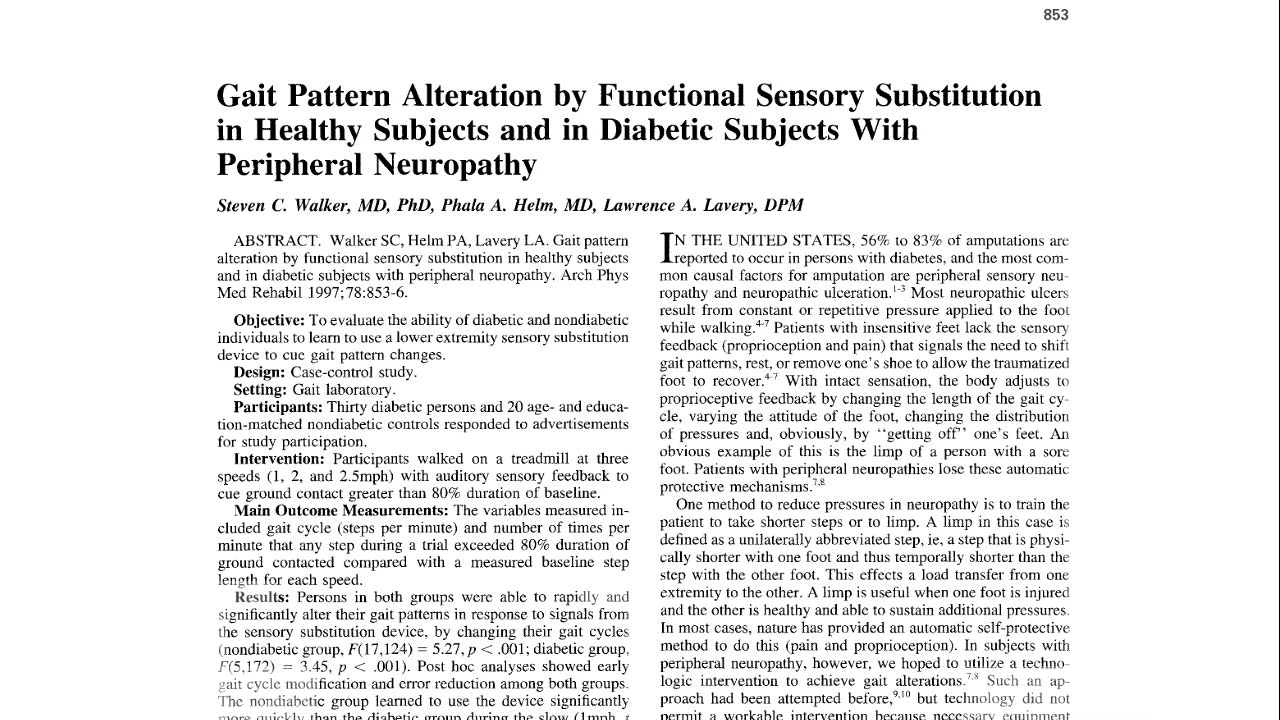 853
Gait Pattern Alteration by Functional Sensory Substitution
in Healthy Subjects and in Diabetic Subjects With
Peripheral Neuropathy
Steven C. Walker, MD, PhD, Phala A. Helm, MD, Lawrence A. Lavery, DPM
ABSTRACT. Walker SC, Helm PA, Lavery LA. Gait pattern
alteration by functional sensory substitution in healthy subjects
and in diabetic subjects with peripheral neuropathy. Arch Phys
Med Rehabil 1997;78:853-6.
Objective: To evaluate the ability of diabetic and nondiabetic
individuals to learn to use a lower extremity sensory substitution
device to cue gait pattern changes.
Design: Case-control study.
Setting: Gait laboratory.
Participants: Thirty diabetic persons and 20 age- and educa-
tion-matched nondiabetic controls responded to advertisements
for study participation.
Intervention: Participants walked on a treadmill at three
speeds (1, 2, and 2.5mph) with auditory sensory feedback to
cue ground contact greater than 80% duration of baseline.
Main Outcome Measurements: The variables measured in-
cluded gait cycle (steps per minute) and number of times per
minute that any step during a trial exceeded 80% duration of
ground contacted compared with a measured baseline step
length for each speed.
Results: Persons in both groups were able to rapidly and
significantly alter their gait patterns in response to signals from
the sensory substitution device, by changing their gait cycles
(nondiabetic group, F(17,124) = 5.27, p < .001; diabetic group,
F(5,172) = 3.45, p < .001). Post hoc analyses showed early
gait cycle modification and error reduction among both groups.
The nondiabetic group learned to use the device significantly
more quickly than the diabetic group during the slow (1mph, t
IN THE UNITED STATES, 56% to 83% of amputations are
reported to occur in persons with diabetes, and the most com-
mon causal factors for amputation are peripheral sensory neu-
ropathy and neuropathic ulceration.1-3 Most neuropathic ulcers
result from constant or repetitive pressure applied to the foot
while walking.4-7 Patients with insensitive feet lack the sensory
feedback (proprioception and pain) that signals the need to shift
gait patterns, rest, or remove one's shoe to allow the traumatized
foot to recover.4-7 With intact sensation, the body adjusts to
proprioceptive feedback by changing the length of the gait cy-
cle, varying the attitude of the foot, changing the distribution
of pressures and, obviously, by ‘‘getting off’’ one's feet. An
obvious example of this is the limp of a person with a sore
foot. Patients with peripheral neuropathies lose these automatic
protective mechanisms.7,8
One method to reduce pressures in neuropathy is to train the
patient to take shorter steps or to limp. A limp in this case is
defined as a unilaterally abbreviated step, ie, a step that is physi-
cally shorter with one foot and thus temporally shorter than the
step with the other foot. This effects a load transfer from one
extremity to the other. A limp is useful when one foot is injured
and the other is healthy and able to sustain additional pressures.
In most cases, nature has provided an automatic self-protective
method to do this (pain and proprioception). In subjects with
peripheral neuropathy, however, we hoped to utilize a techno-
logic intervention to achieve gait alterations.7,8 Such an ap-
proach had been attempted before,9,10 but technology did not
permit a workable intervention because necessary equipment